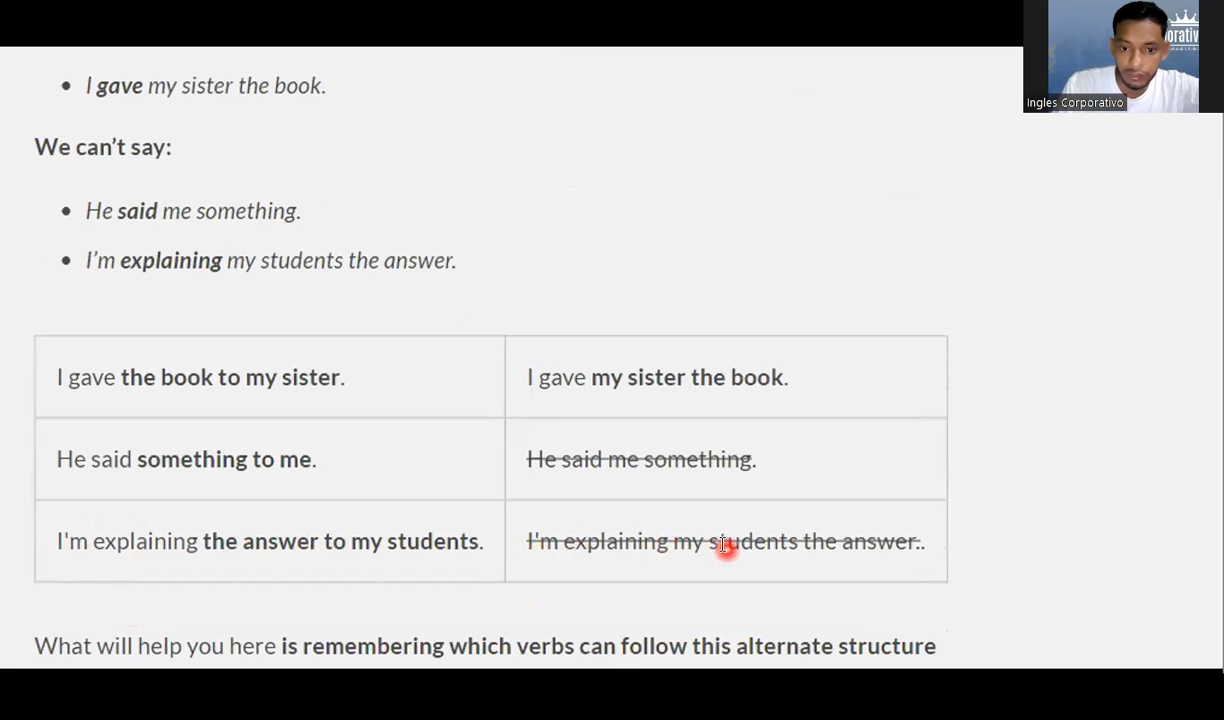 orativ
Ingles Corporativo
• I gave my sister the book.
We can’t say:
• He said me something.
• I’m explaining my students the answer.
I gave the book to my sister.
I gave my sister the book.
He said something to me.
He said me something.
I'm explaining the answer to my students.
I'm explaining my students the answer..
What will help you here is remembering which verbs can follow this alternate structure